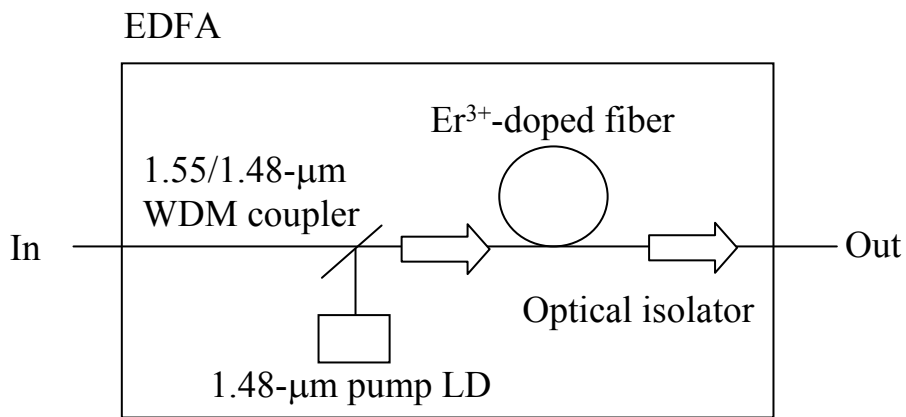 EDFA
Er³⁺-doped fiber
1.55/1.48-μm
WDM coupler
In
Out
Optical isolator
1.48-μm pump LD